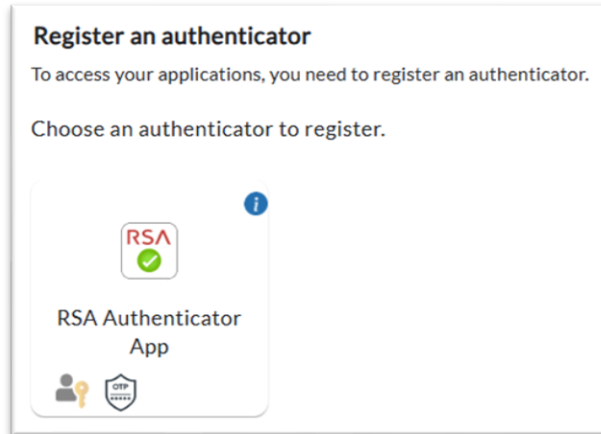 Register an authenticator
To access your applications, you need to register an authenticator.
Choose an authenticator to register.
i
RSA
RSA Authenticator
App
OTP